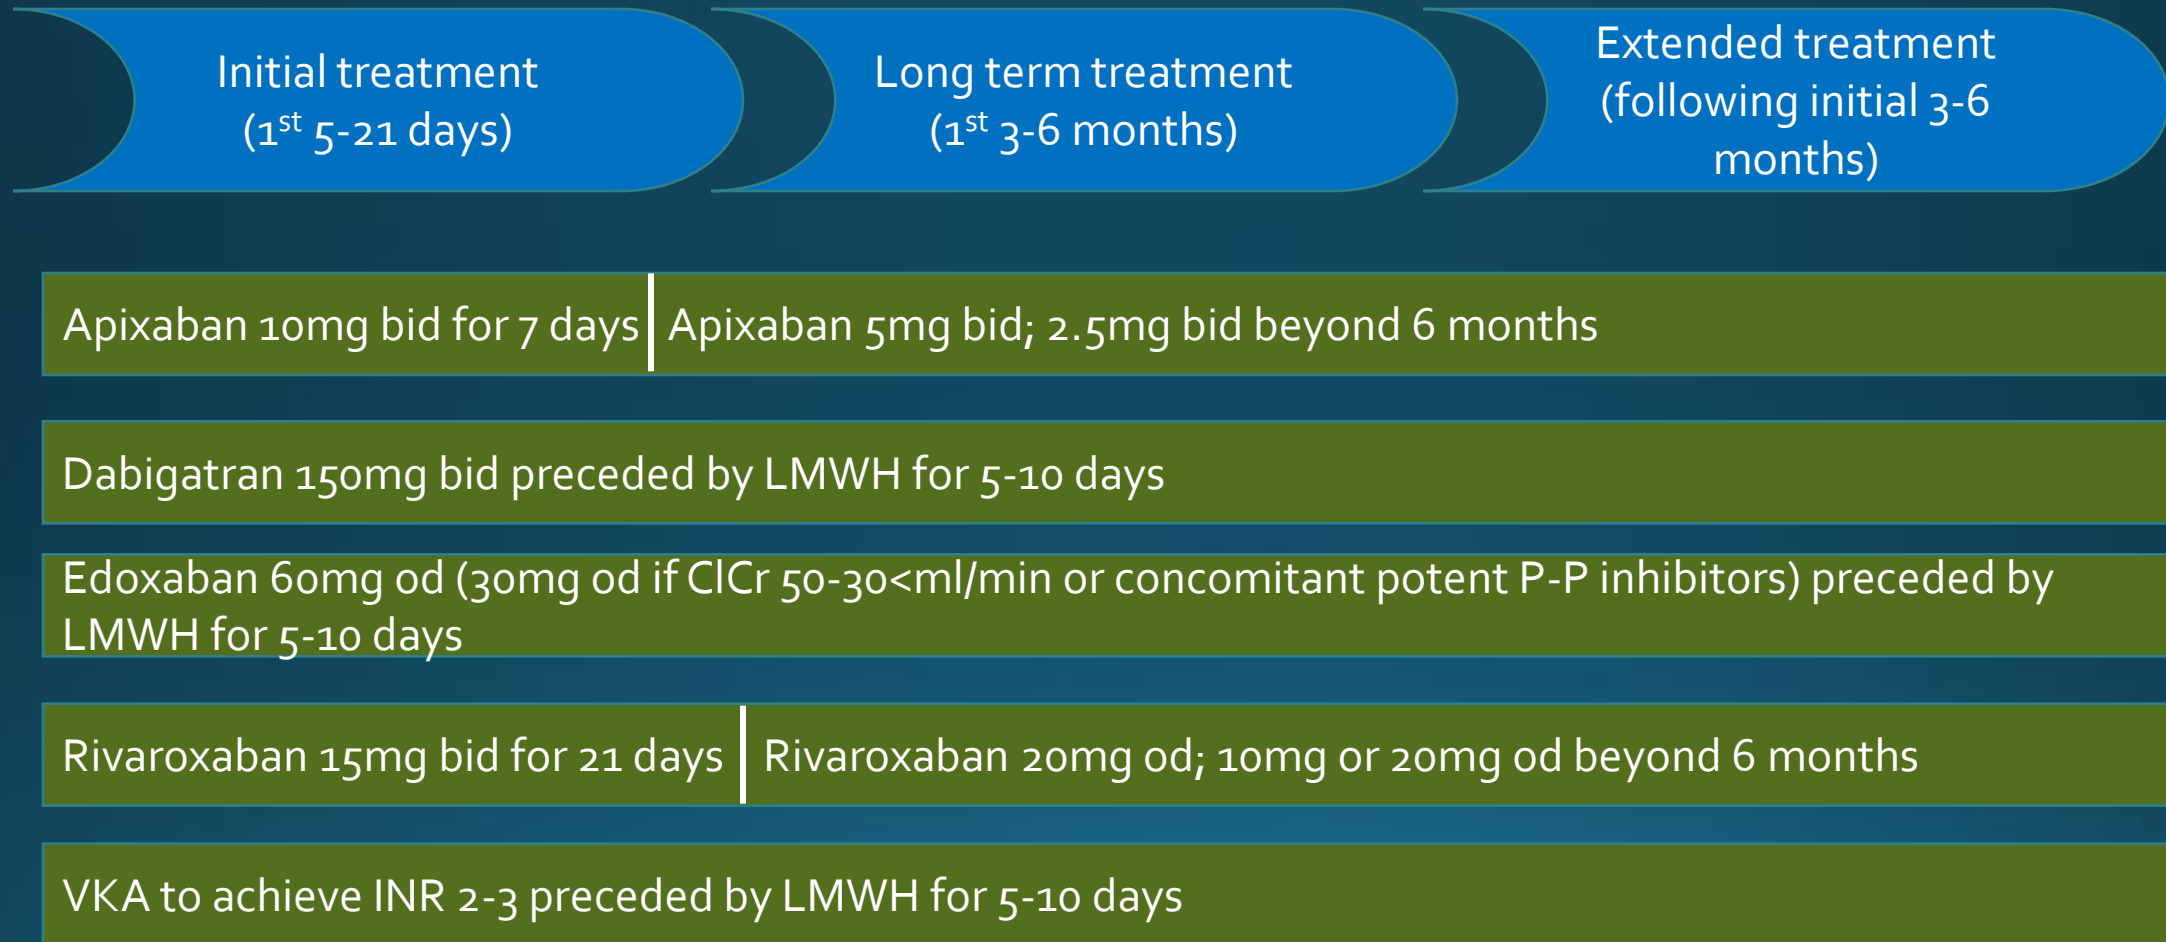 Initial treatment
(1st 5-21 days)
Long term treatment
(1st 3-6 months)
Extended treatment
(following initial 3-6
months)
Apixaban 10mg bid for 7 days
Apixaban 5mg bid; 2.5mg bid beyond 6 months
Dabigatran 150mg bid preceded by LMWH for 5-10 days
Edoxaban 60mg od (30mg od if ClCr 50-30<ml/min or concomitant potent P-P inhibitors) preceded by
LMWH for 5-10 days
Rivaroxaban 15mg bid for 21 days
Rivaroxaban 20mg od; 10mg or 20mg od beyond 6 months
VKA to achieve INR 2-3 preceded by LMWH for 5-10 days